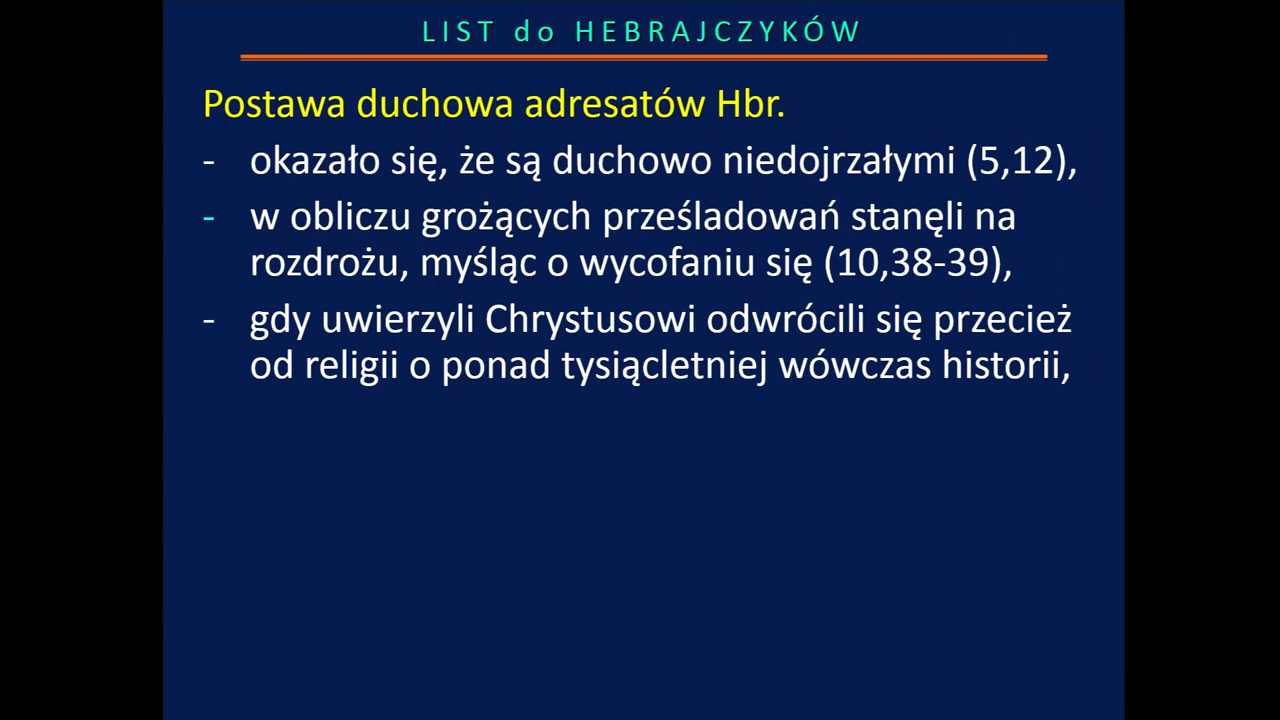 LIST do HEBRAJCZYKÓW
Postawa duchowa adresatów Hbr.
- okazało się, że są duchowo niedojrzałymi (5,12),
- w obliczu grożących prześladowań stanęli na
rozdrożu, myśląc o wycofaniu się (10,38-39),
- gdy uwierzyli Chrystusowi odwrócili się przecież
od religii o ponad tysiącletniej wówczas historii,